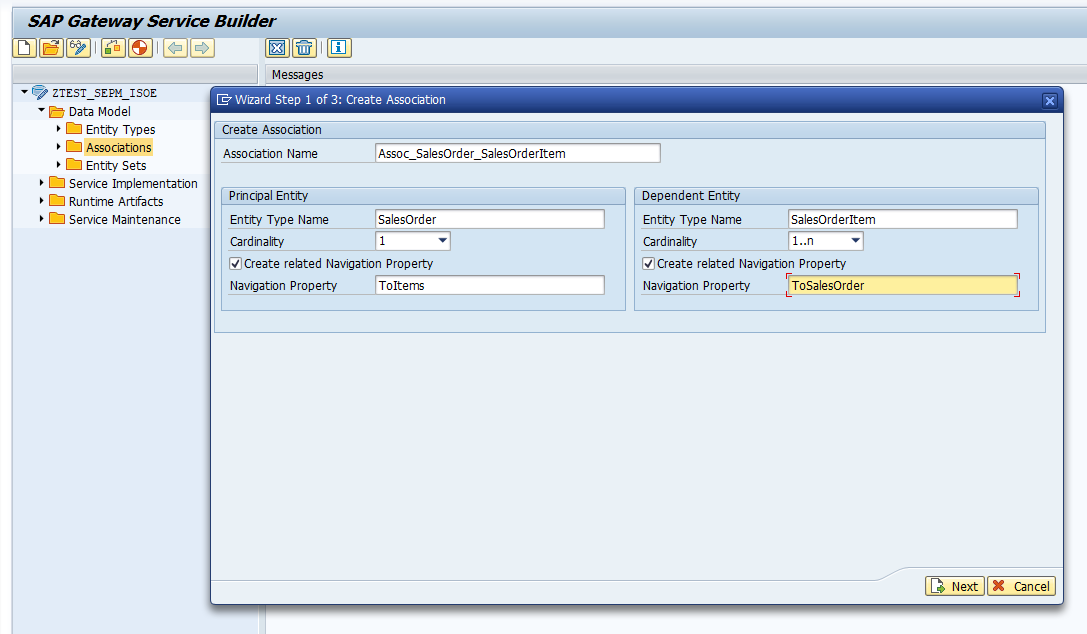 SAP Gateway Service Builder
Messages
ZTEST_SEPM_ISOE
Data Model
Entity Types
Associations
Entity Sets
Service Implementation
Runtime Artifacts
Service Maintenance
Wizard Step 1 of 3: Create Association
Create Association
Association Name Assoc_SalesOrder_SalesOrderItem
Principal Entity
Entity Type Name SalesOrder
Cardinality 1
Create related Navigation Property
Navigation Property ToItems
Dependent Entity
Entity Type Name SalesOrderItem
Cardinality 1..n
Create related Navigation Property
Navigation Property ToSalesOrder
Next Cancel